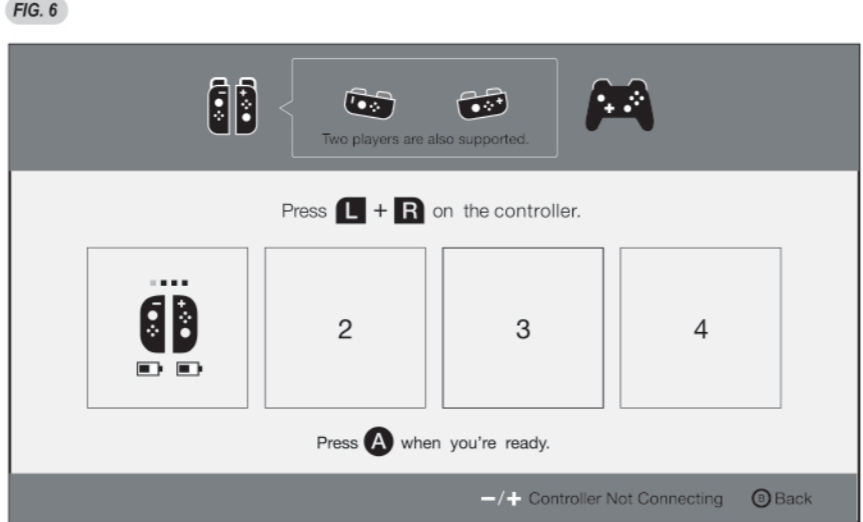 FIG. 6
Two players are also supported.
Press L + R on the controller.
2
3
4
Press A when you're ready.
−/+ Controller Not Connecting
B Back